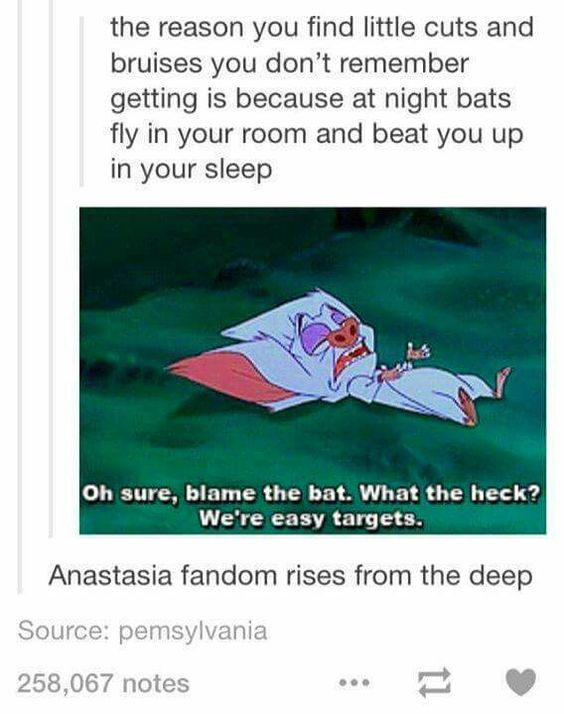 the reason you find little cuts and
bruises you don't remember
getting is because at night bats
fly in your room and beat you up
in your sleep
Oh sure, blame the bat. What the heck?
We're easy targets.
Anastasia fandom rises from the deep
Source: pemsylvania
258,067 notes